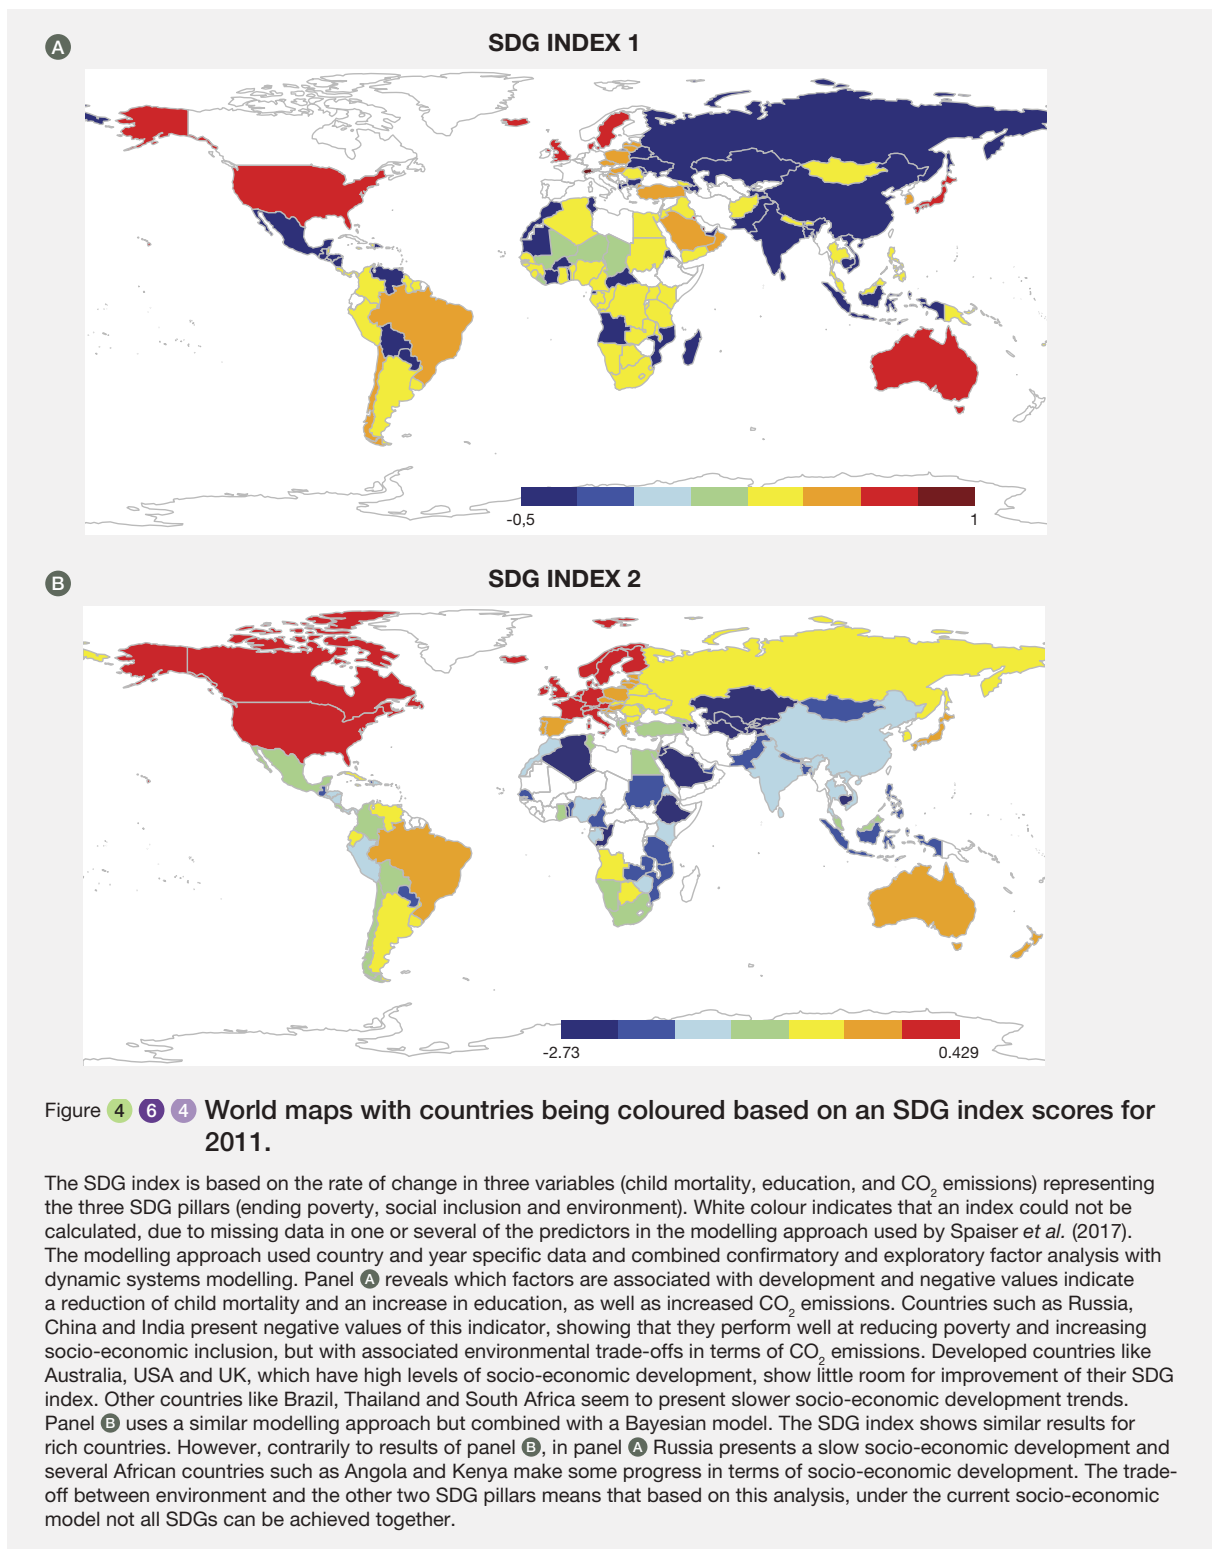 A
SDG INDEX 1
-0,5
1
B
SDG INDEX 2
-2.73
0.429
Figure 4 6 4 World maps with countries being coloured based on an SDG index scores for
2011.
The SDG index is based on the rate of change in three variables (child mortality, education, and CO2 emissions) representing
the three SDG pillars (ending poverty, social inclusion and environment). White colour indicates that an index could not be
calculated, due to missing data in one or several of the predictors in the modelling approach used by Spaiser et al. (2017).
The modelling approach used country and year specific data and combined confirmatory and exploratory factor analysis with
dynamic systems modelling. Panel A reveals which factors are associated with development and negative values indicate
a reduction of child mortality and an increase in education, as well as increased CO2 emissions. Countries such as Russia,
China and India present negative values of this indicator, showing that they perform well at reducing poverty and increasing
socio-economic inclusion, but with associated environmental trade-offs in terms of CO2 emissions. Developed countries like
Australia, USA and UK, which have high levels of socio-economic development, show little room for improvement of their SDG
index. Other countries like Brazil, Thailand and South Africa seem to present slower socio-economic development trends.
Panel B uses a similar modelling approach but combined with a Bayesian model. The SDG index shows similar results for
rich countries. However, contrarily to results of panel B, in panel A Russia presents a slow socio-economic development and
several African countries such as Angola and Kenya make some progress in terms of socio-economic development. The trade-
off between environment and the other two SDG pillars means that based on this analysis, under the current socio-economic
model not all SDGs can be achieved together.